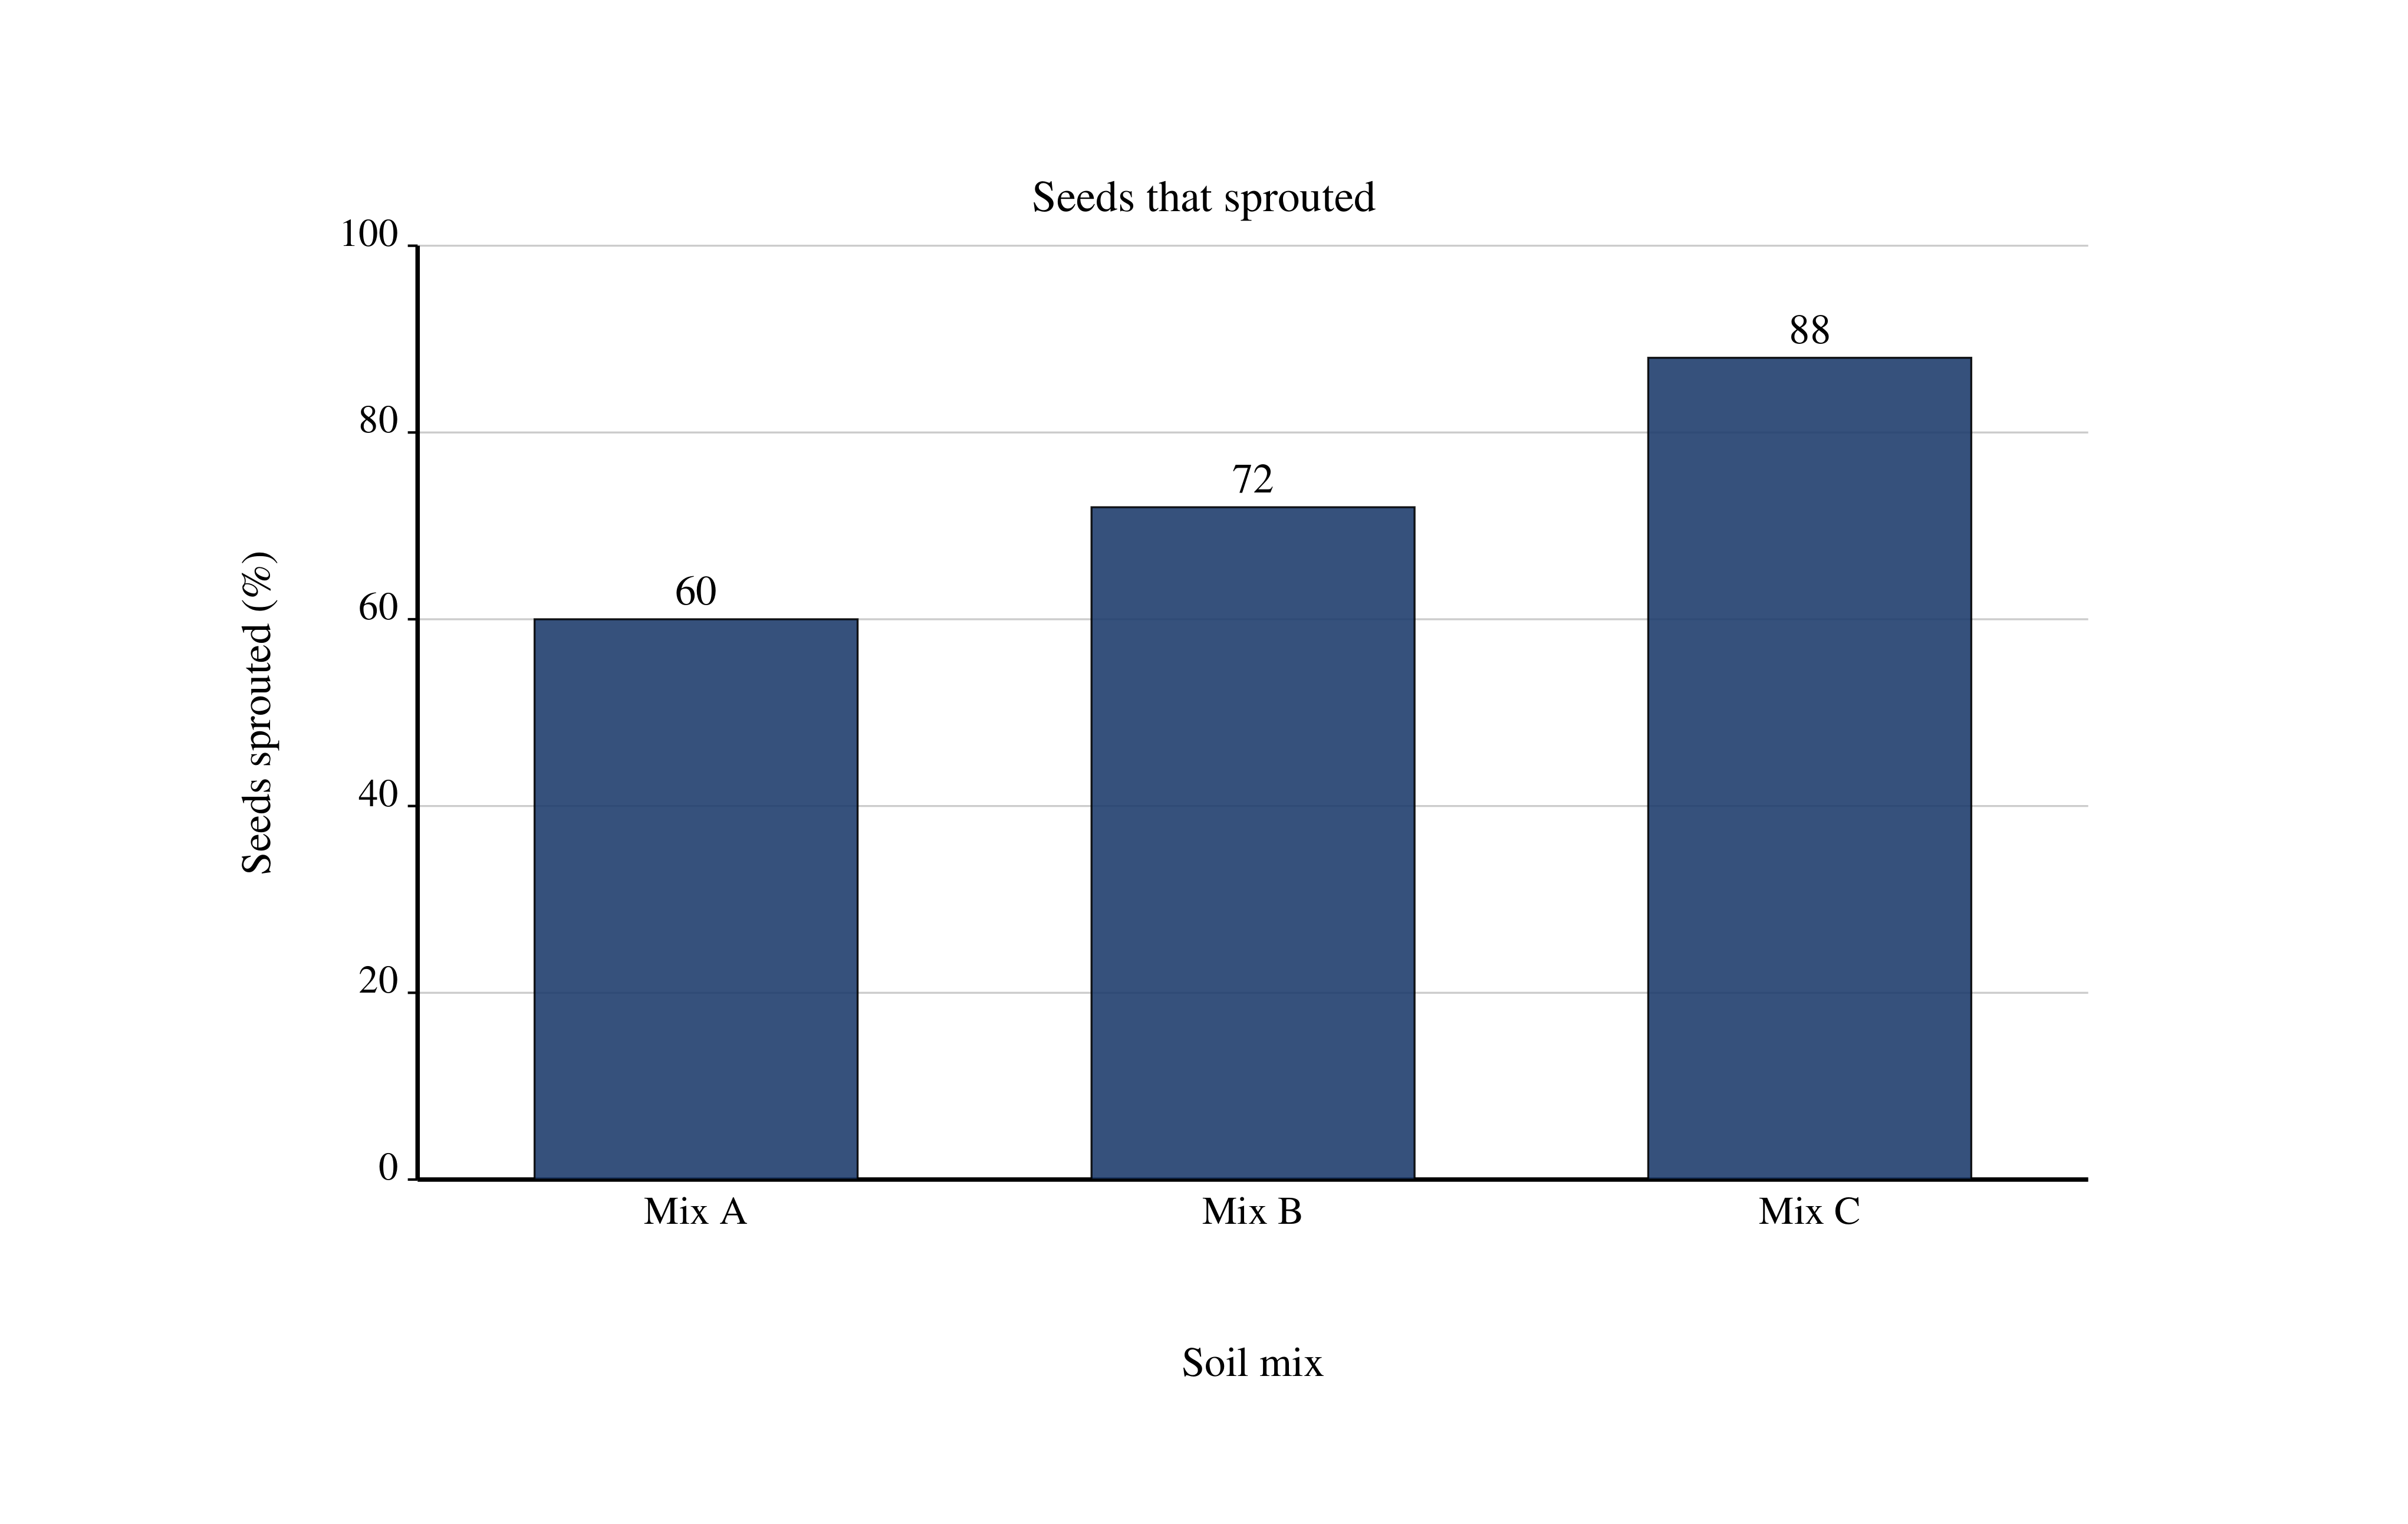 Seeds that sprouted
100
80
60
40
20
0
Seeds sprouted (%)
60
72
88
Mix A
Mix B
Mix C
Soil mix